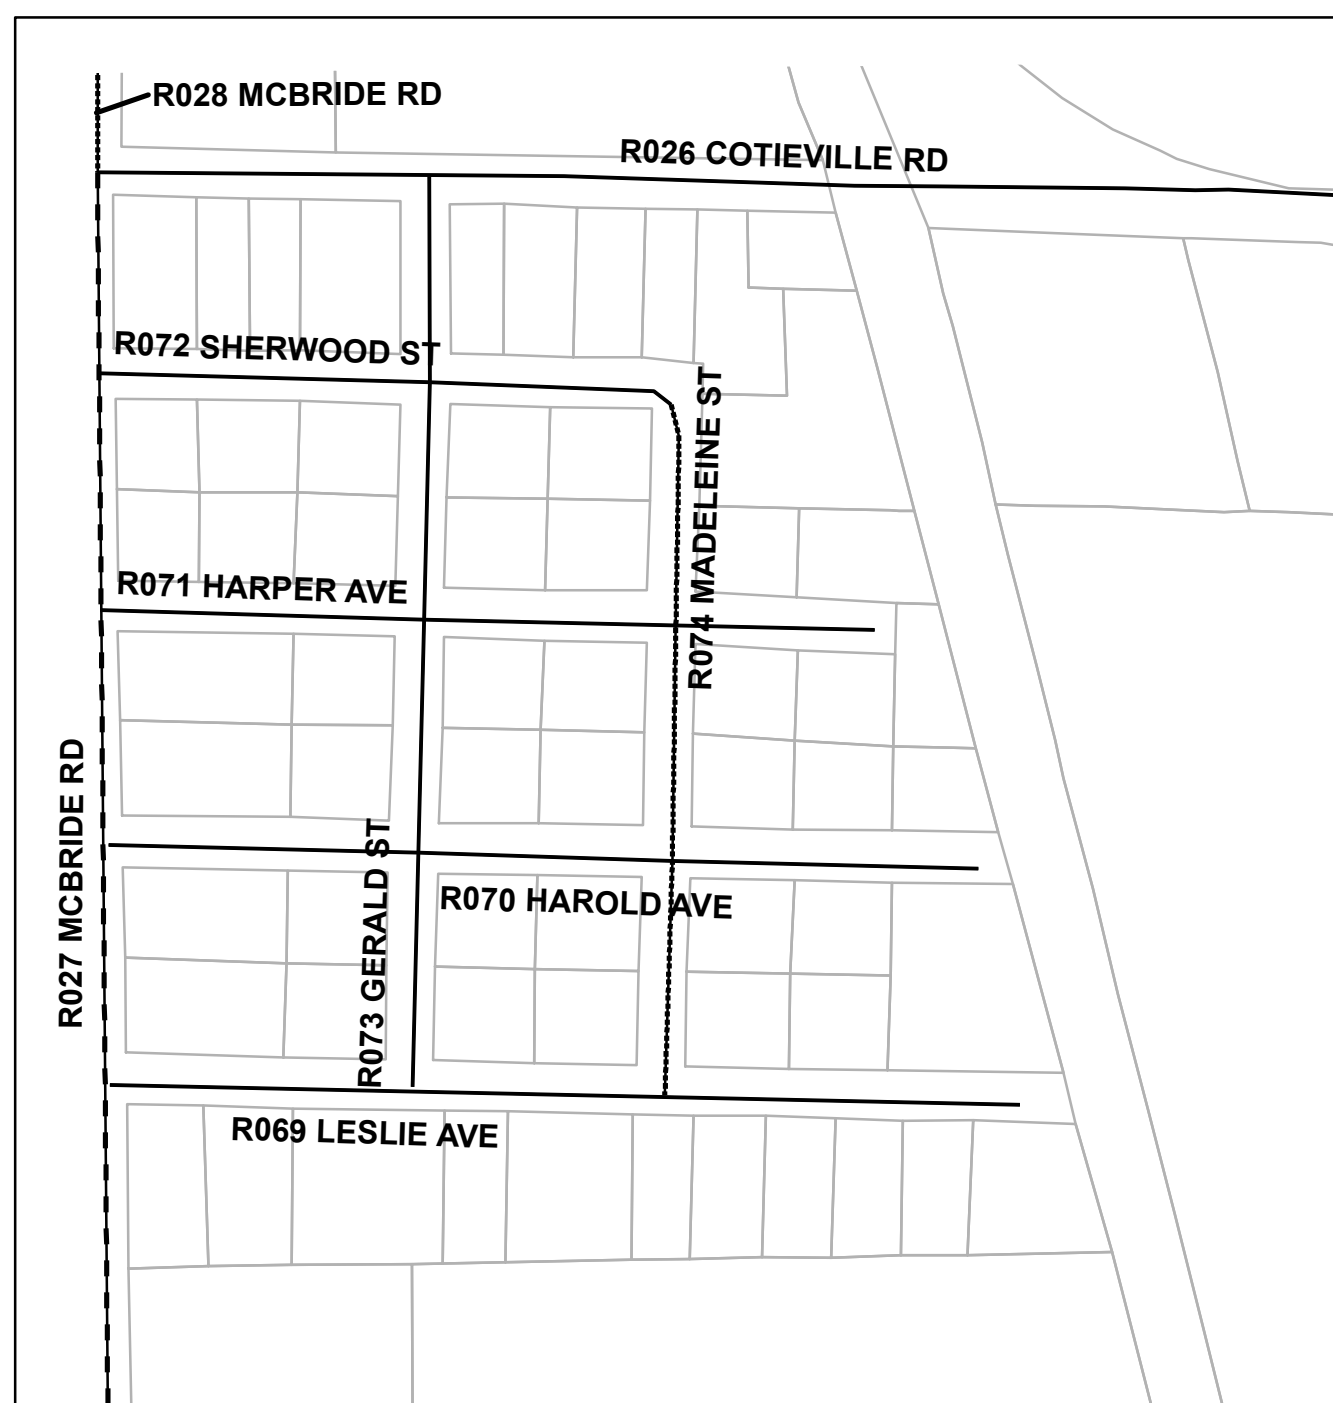 R028 MCBRIDE RD
R026 COTIEVILLE RD
R072 SHERWOOD ST
R074 MADELEINE ST
R071 HARPER AVE
R027 MCBRIDE RD
R073 GERALD ST
R070 HAROLD AVE
R069 LESLIE AVE